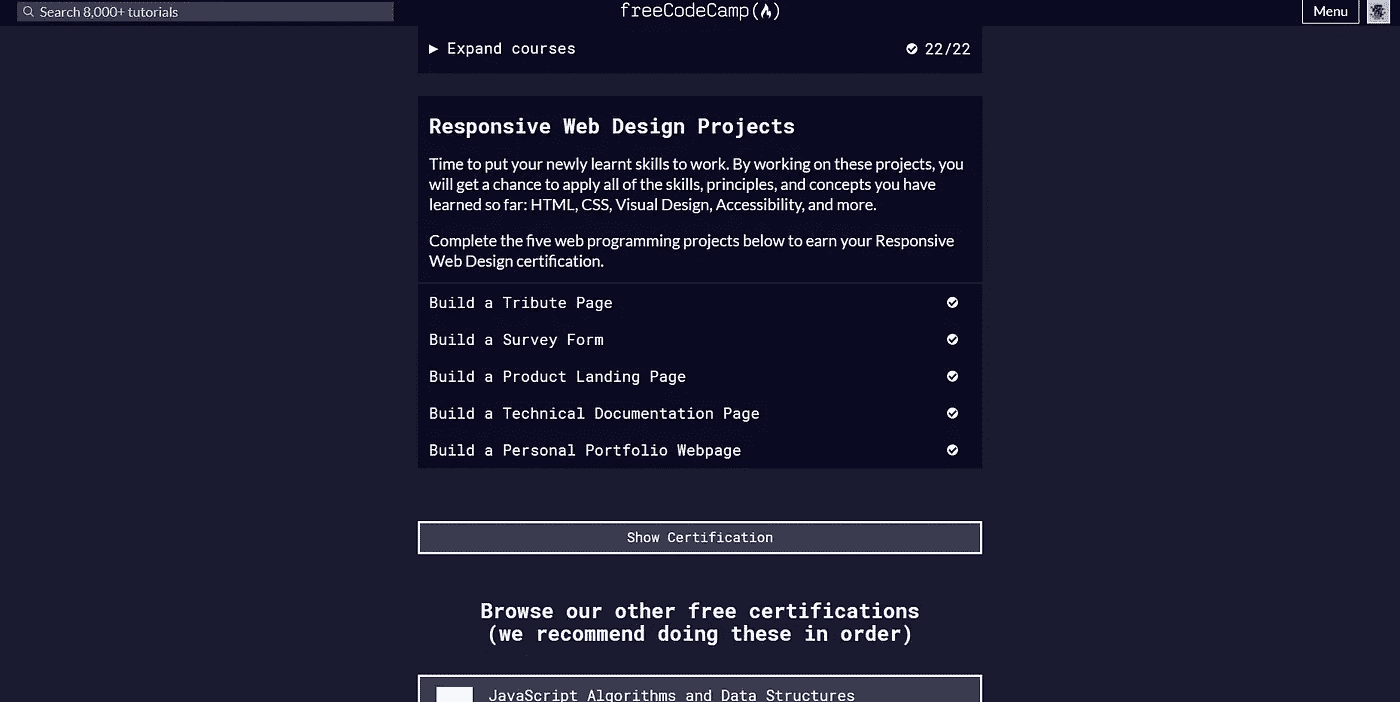 Search 8,000+ tutorials
freeCodeCamp(🔥)
Menu
▶ Expand courses
22/22
Responsive Web Design Projects
Time to put your newly learnt skills to work. By working on these projects, you
will get a chance to apply all of the skills, principles, and concepts you have
learned so far: HTML, CSS, Visual Design, Accessibility, and more.
Complete the five web programming projects below to earn your Responsive
Web Design certification.
Build a Tribute Page
Build a Survey Form
Build a Product Landing Page
Build a Technical Documentation Page
Build a Personal Portfolio Webpage
Show Certification
Browse our other free certifications
(we recommend doing these in order)
JavaScript Algorithms and Data Structures